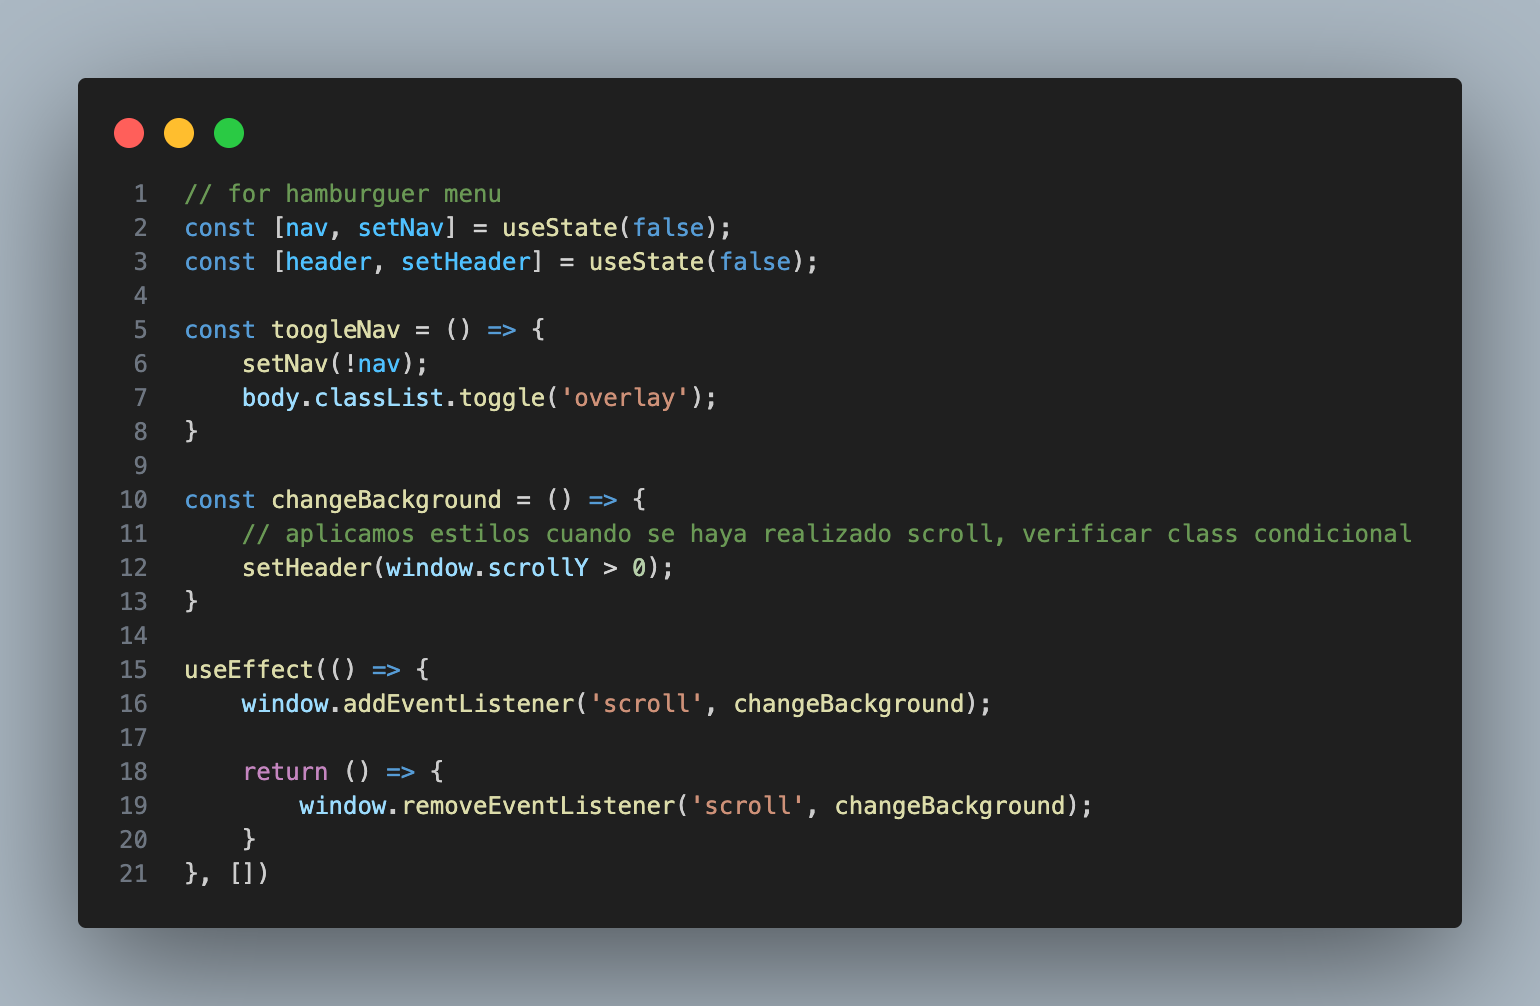 1 // for hamburguer menu
2 const [nav, setNav] = useState(false);
3 const [header, setHeader] = useState(false);
4
5 const toogleNav = () => {
6     setNav(!nav);
7     body.classList.toggle('overlay');
8 }
9
10 const changeBackground = () => {
11     // aplicamos estilos cuando se haya realizado scroll, verificar class condicional
12     setHeader(window.scrollY > 0);
13 }
14
15 useEffect(() => {
16     window.addEventListener('scroll', changeBackground);
17
18     return () => {
19         window.removeEventListener('scroll', changeBackground);
20     }
21 }, [])